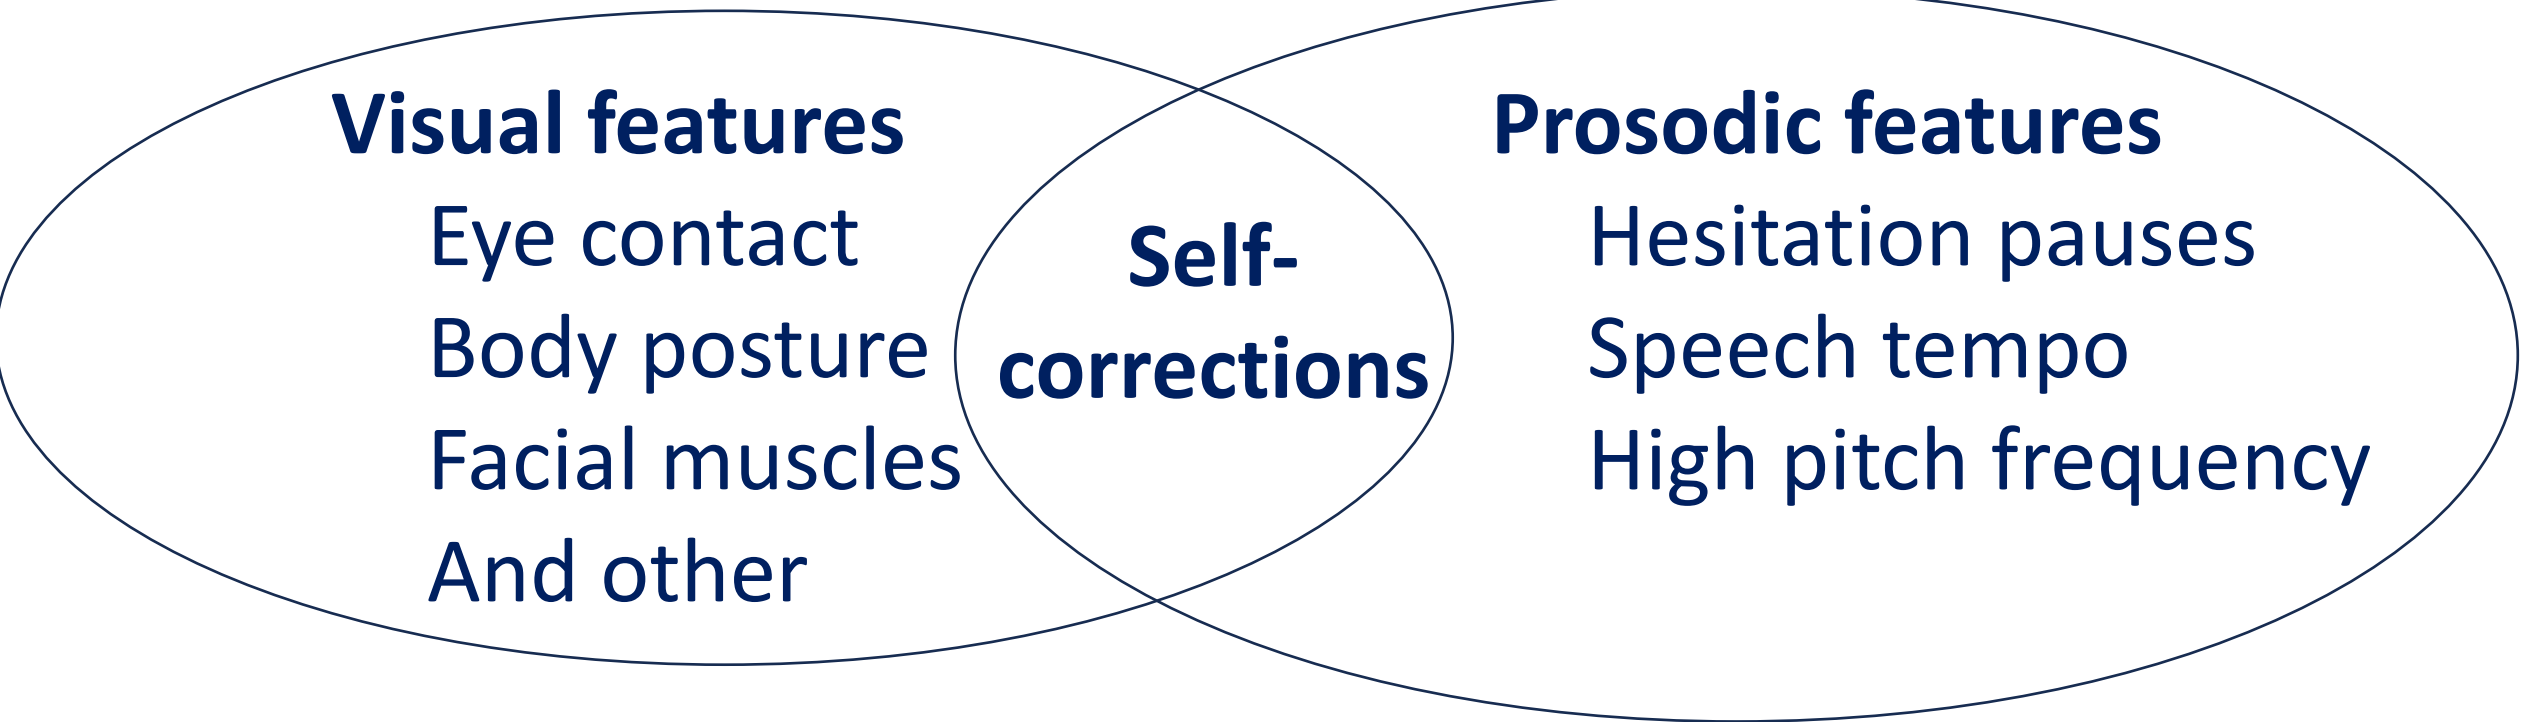 Visual features
Eye contact
Body posture
Facial muscles
And other
Self-
corrections
Prosodic features
Hesitation pauses
Speech tempo
High pitch frequency